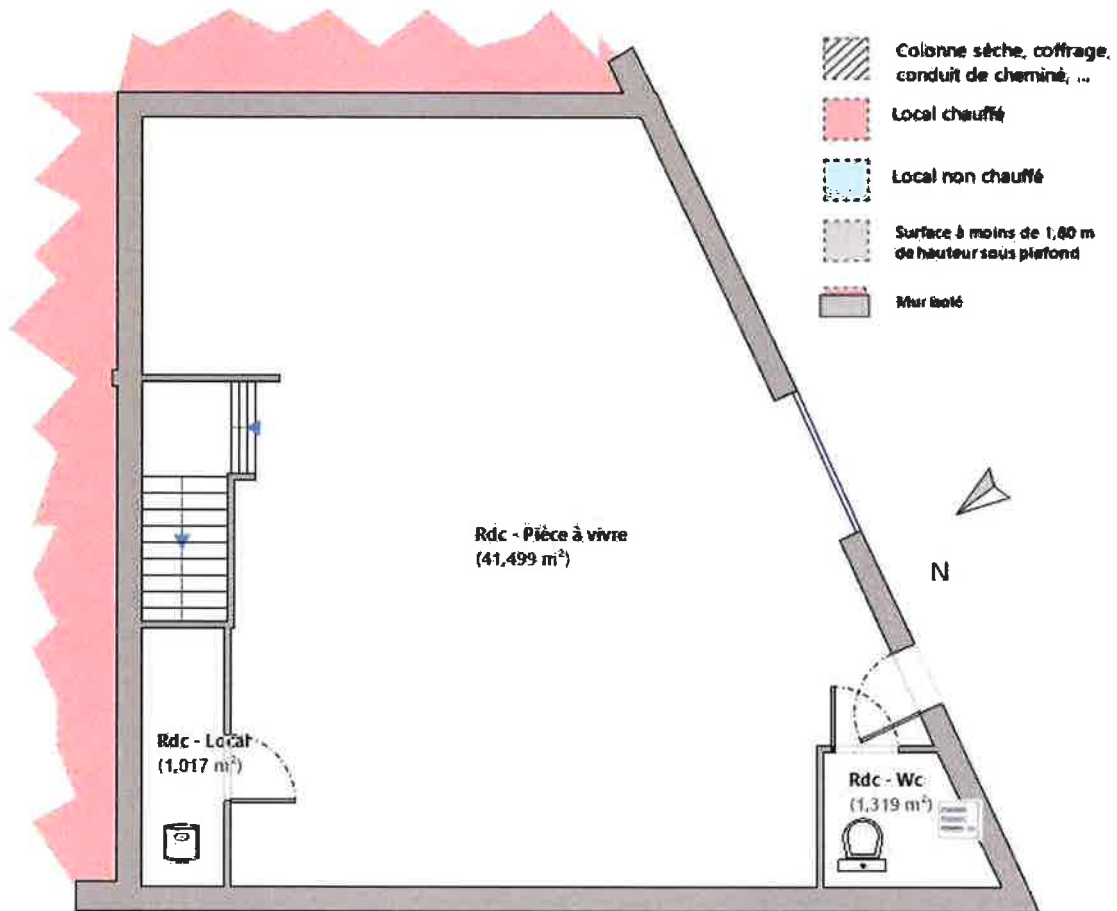 Colonne sèche, coffrage,
conduit de cheminé, ...
Local chauffé
Local non chauffé
Surface à moins de 1,80 m
de hauteur sous plafond
Mur isolé
Rdc - Pièce à vivre
(41,499 m²)
N
Rdc - Local
(1,017 m²)
Rdc - Wc
(1,319 m²)